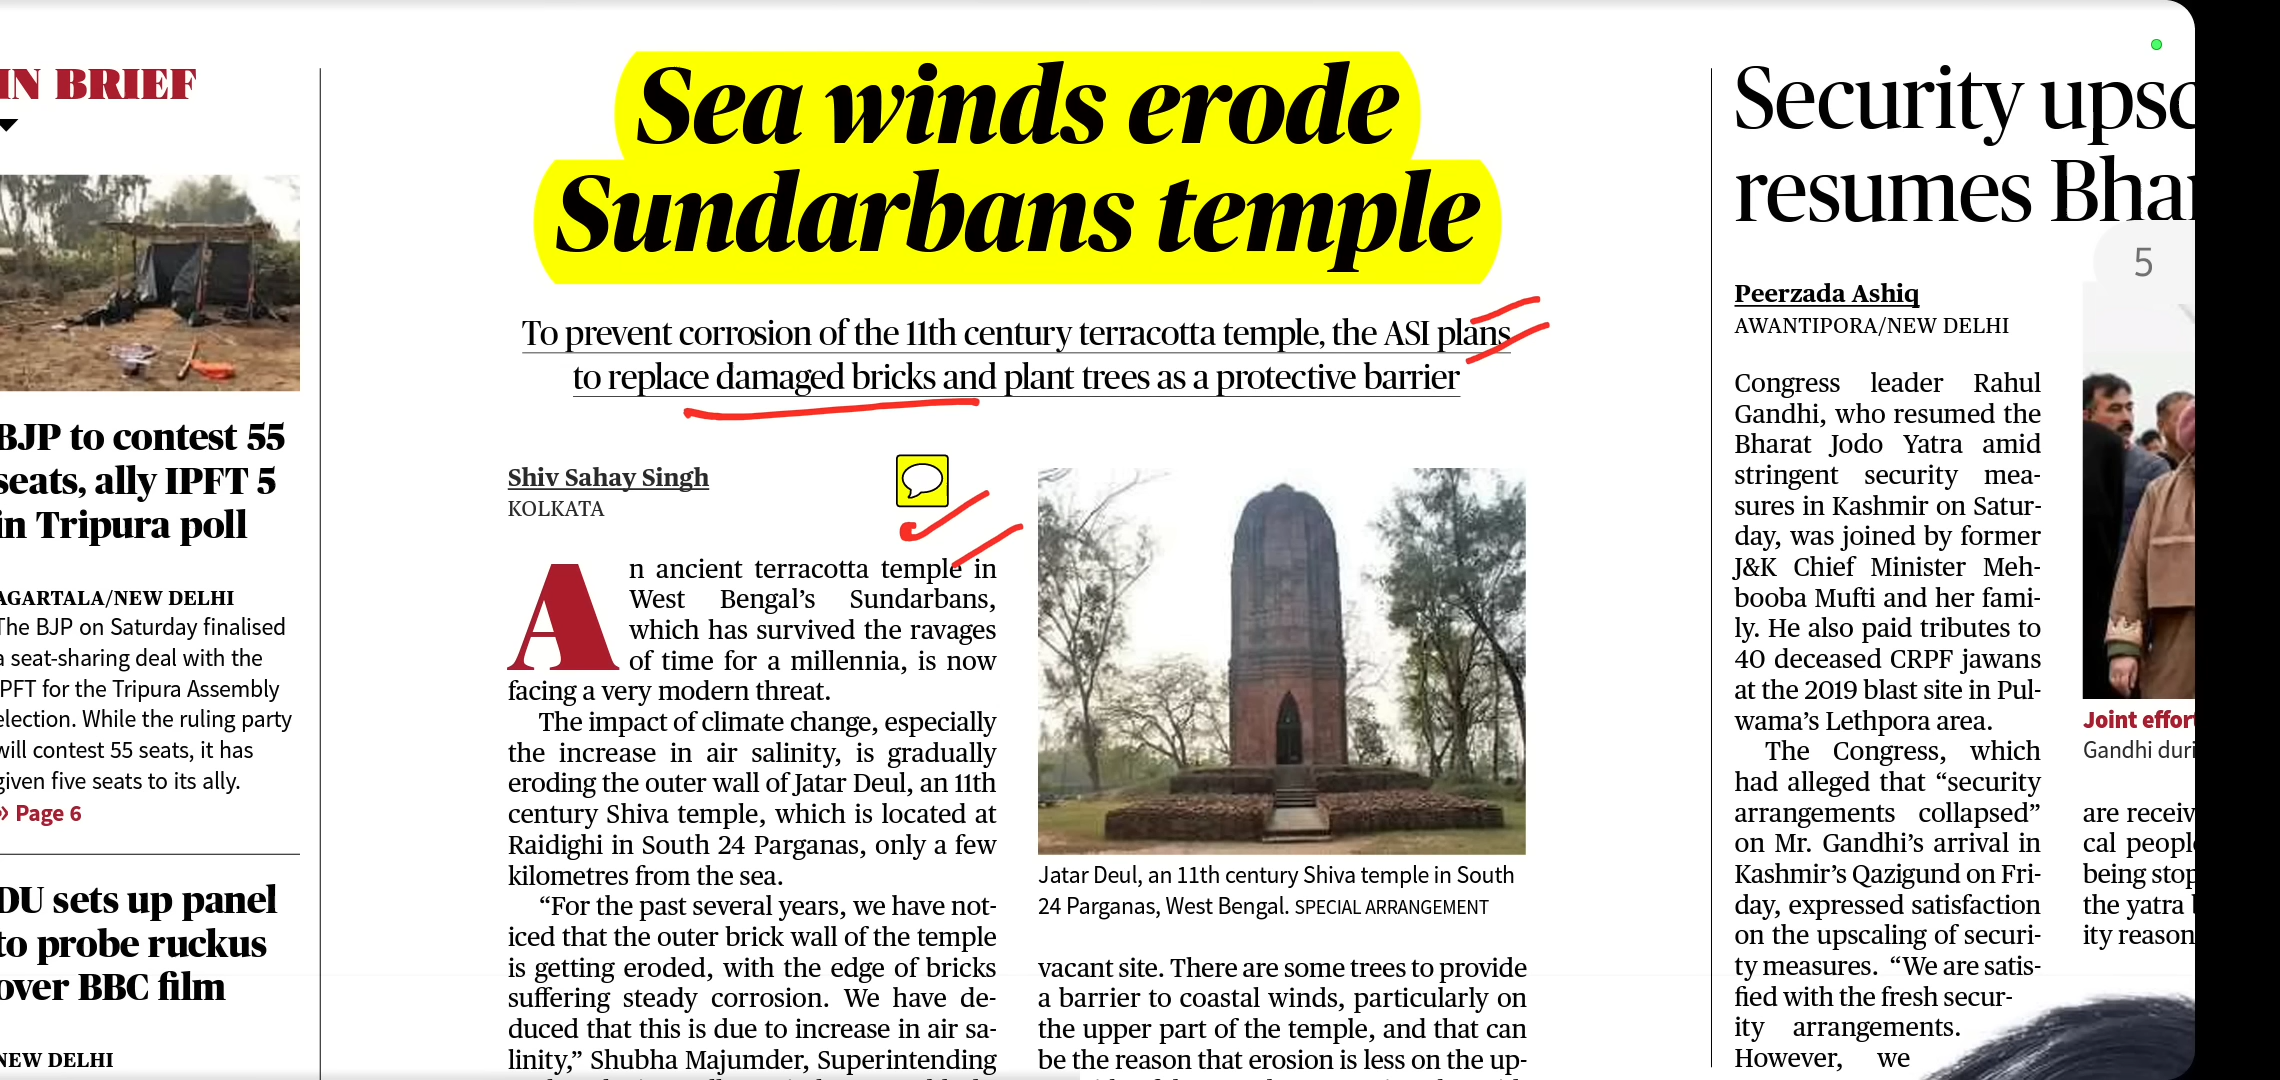 IN BRIEF
BJP to contest 55
seats, ally IPFT 5
in Tripura poll
AGARTALA/NEW DELHI
The BJP on Saturday finalised
a seat-sharing deal with the
IPFT for the Tripura Assembly
election. While the ruling party
will contest 55 seats, it has
given five seats to its ally.
» Page 6
DU sets up panel
to probe ruckus
over BBC film
NEW DELHI
Sea winds erode
Sundarbans temple
To prevent corrosion of the 11th century terracotta temple, the ASI plans
to replace damaged bricks and plant trees as a protective barrier
Shiv Sahay Singh
KOLKATA
An ancient terracotta temple in
West Bengal’s Sundarbans,
which has survived the ravages
of time for a millennia, is now
facing a very modern threat.
The impact of climate change, especially
the increase in air salinity, is gradually
eroding the outer wall of Jatar Deul, an 11th
century Shiva temple, which is located at
Raidighi in South 24 Parganas, only a few
kilometres from the sea.
“For the past several years, we have not-
iced that the outer brick wall of the temple
is getting eroded, with the edge of bricks
suffering steady corrosion. We have de-
duced that this is due to increase in air sa-
linity,” Shubha Majumder, Superintending
Jatar Deul, an 11th century Shiva temple in South
24 Parganas, West Bengal. SPECIAL ARRANGEMENT
vacant site. There are some trees to provide
a barrier to coastal winds, particularly on
the upper part of the temple, and that can
be the reason that erosion is less on the up-
Security upsc
resumes Bhar
5
Peerzada Ashiq
AWANTIPORA/NEW DELHI
Congress leader Rahul
Gandhi, who resumed the
Bharat Jodo Yatra amid
stringent security mea-
sures in Kashmir on Satur-
day, was joined by former
J&K Chief Minister Meh-
booba Mufti and her fami-
ly. He also paid tributes to
40 deceased CRPF jawans
at the 2019 blast site in Pul-
wama’s Lethpora area.
The Congress, which
had alleged that “security
arrangements collapsed”
on Mr. Gandhi’s arrival in
Kashmir’s Qazigund on Fri-
day, expressed satisfaction
on the upscaling of securi-
ty measures. “We are satis-
fied with the fresh secur-
ity arrangements.
However, we
Joint effor
Gandhi duri
are receiv
cal people
being stop
the yatra
ity reason